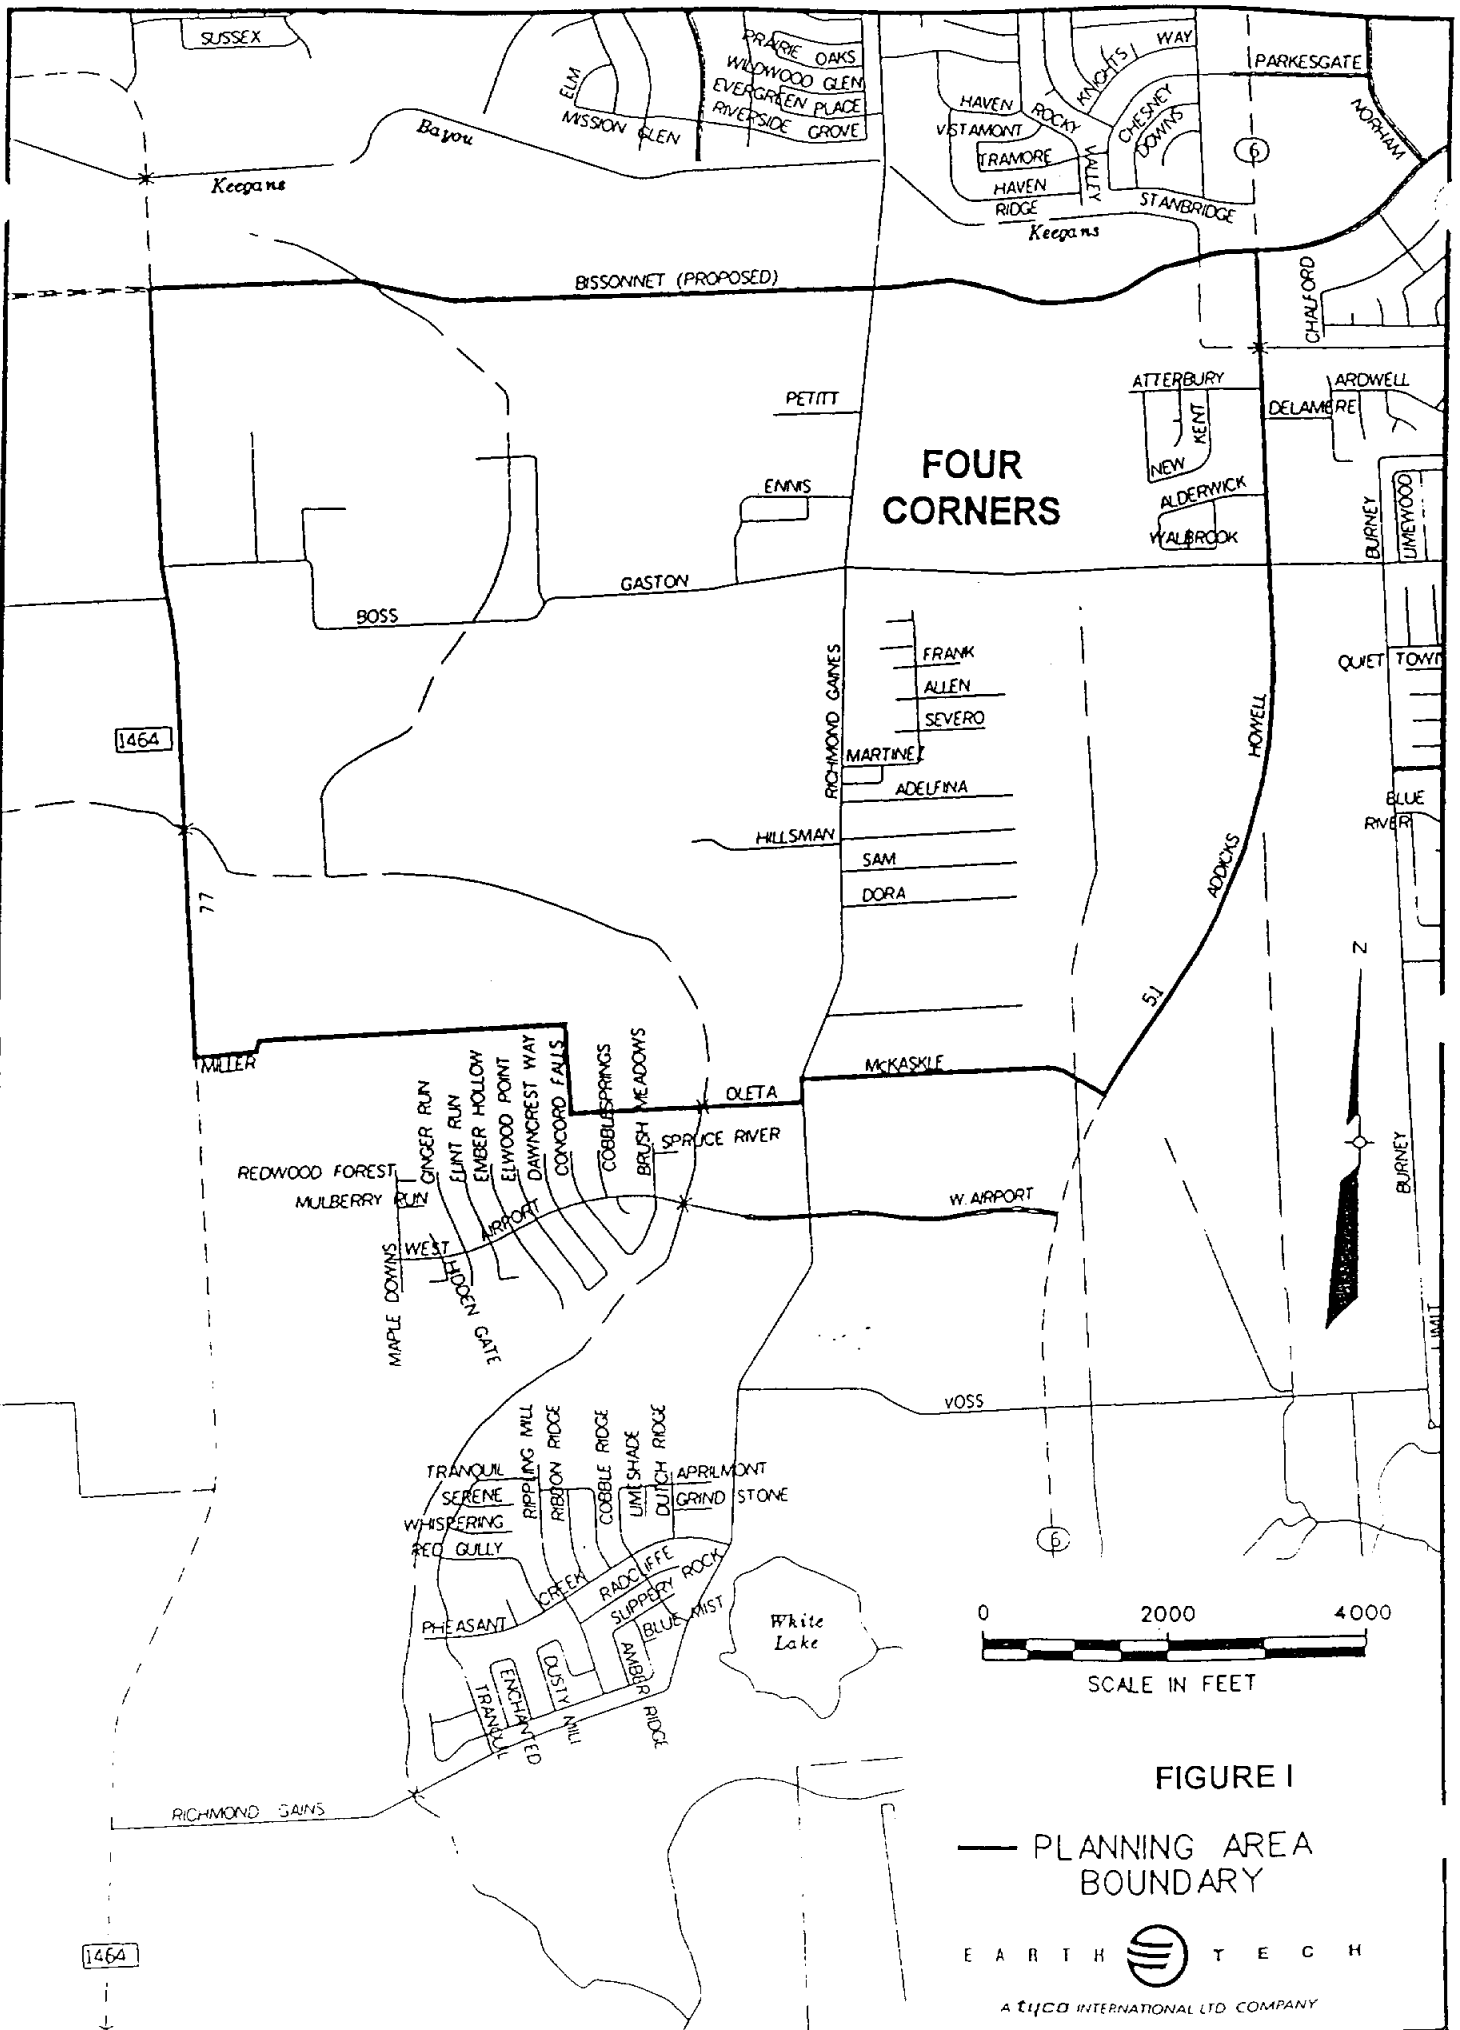 SUSSEX
PRAIRIE OAKS
WILDWOOD GLEN
EVERGREEN PLACE
RIVERSIDE GROVE
ELM
MISSION GLEN
Bayou
Keegans
WAY
KNIGHTS
PARKESGATE
NORHAM
HAVEN
ROCKY
CHESNEY
DOWNS
VISTAMONT
TRAMORE
VALLEY
6
HAVEN
RIDGE
STANBRIDGE
Keegans
BISSONNET (PROPOSED)
CHALFORD
PETITT
ATTERBURY
ARDWELL
DELAMERE
KENT
NEW
FOUR
CORNERS
ENNIS
ALDERWICK
WALBROOK
BURNEY
LIMEWOOD
GASTON
BOSS
RICHMOND GAINES
FRANK
ALLEN
SEVERO
MARTINEZ
ADELFINA
HILLSMAN
SAM
DORA
QUIET TOWN
HOWELL
ADDICKS
BLUE
RIVER
1464
77
51
N
MILLER
OLETA
McKASKLE
GINGER RUN
FLINT RUN
EMBER HOLLOW
ELWOOD POINT
DAWNCREST WAY
CONCORD FALLS
COBBLESPRINGS
BRUSH MEADOWS
SPRUCE RIVER
REDWOOD FOREST
MULBERRY RUN
WEST AIRPORT
W. AIRPORT
MAPLE DOWNS
HIDDEN GATE
BURNEY
LIMIT
VOSS
TRANQUIL
SERENE
WHISPERING
RED GULLY
RIPPLING MILL
RIBBON RIDGE
COBBLE RIDGE
LIMESHADE
DUTCH RIDGE
APRILMONT
GRIND STONE
PHEASANT CREEK
RADCLIFFE
SLIPPERY ROCK
BLUE MIST
AMBER RIDGE
DUSTY MILL
ENCHANTED
TRANQUIL
White
Lake
6
RICHMOND GAINS
1464
0 2000 4000
SCALE IN FEET
FIGURE I
PLANNING AREA
BOUNDARY
EARTH TECH
A tyco INTERNATIONAL LTD COMPANY